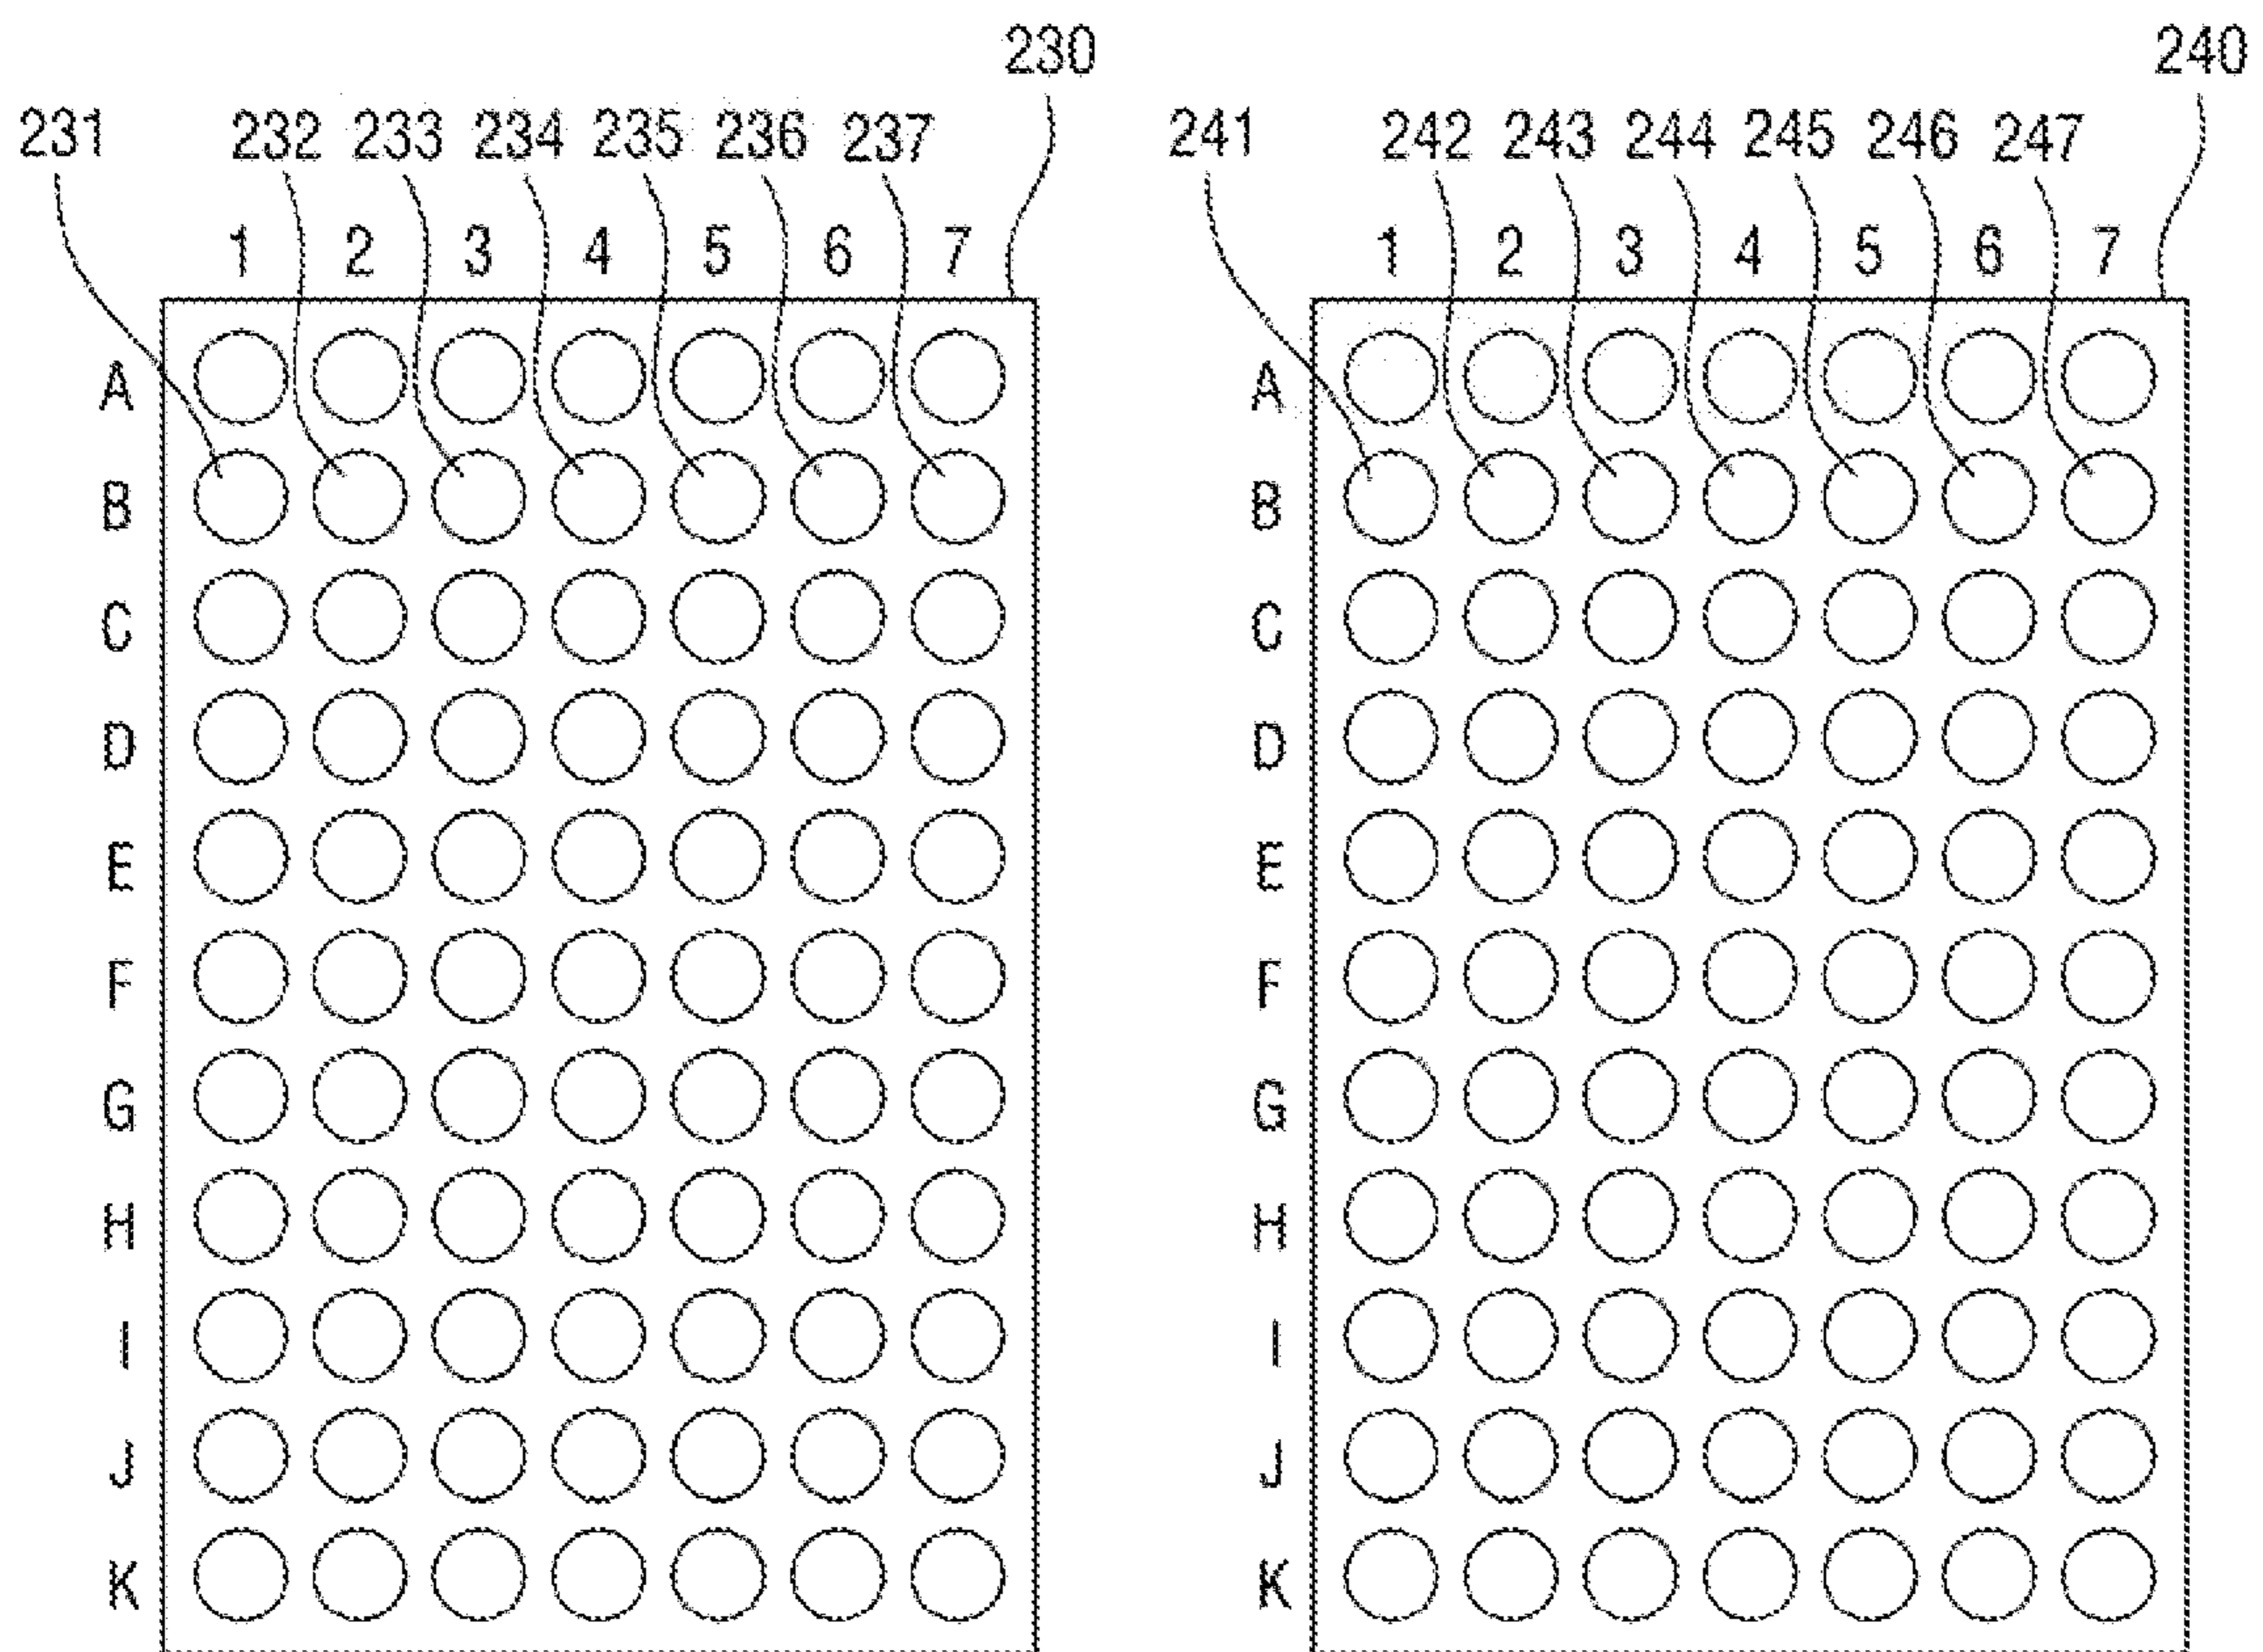 230 240
231 232 233 234 235 236 237 241 242 243 244 245 246 247
1 2 3 4 5 6 7 1 2 3 4 5 6 7
A A
B B
C C
D D
E E
F F
G G
H H
I I
J J
K K